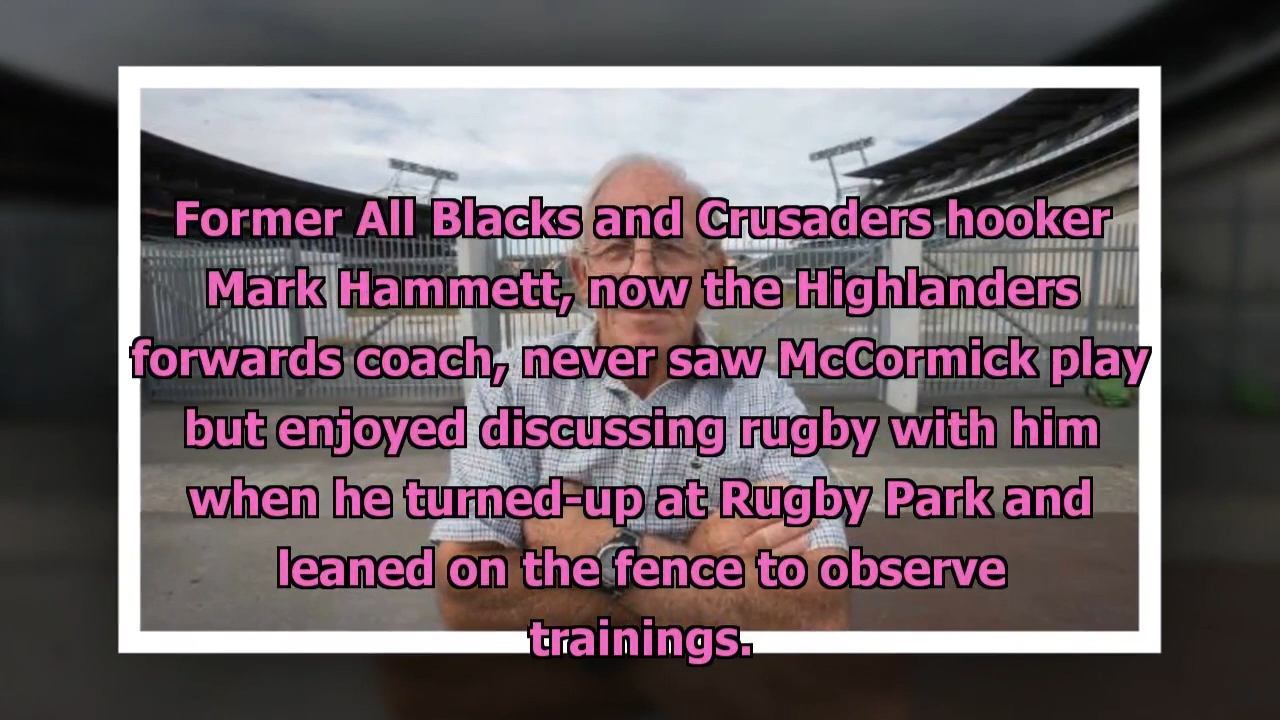 Former All Blacks and Crusaders hooker
Mark Hammett, now the Highlanders
forwards coach, never saw McCormick play
but enjoyed discussing rugby with him
when he turned-up at Rugby Park and
leaned on the fence to observe
trainings.